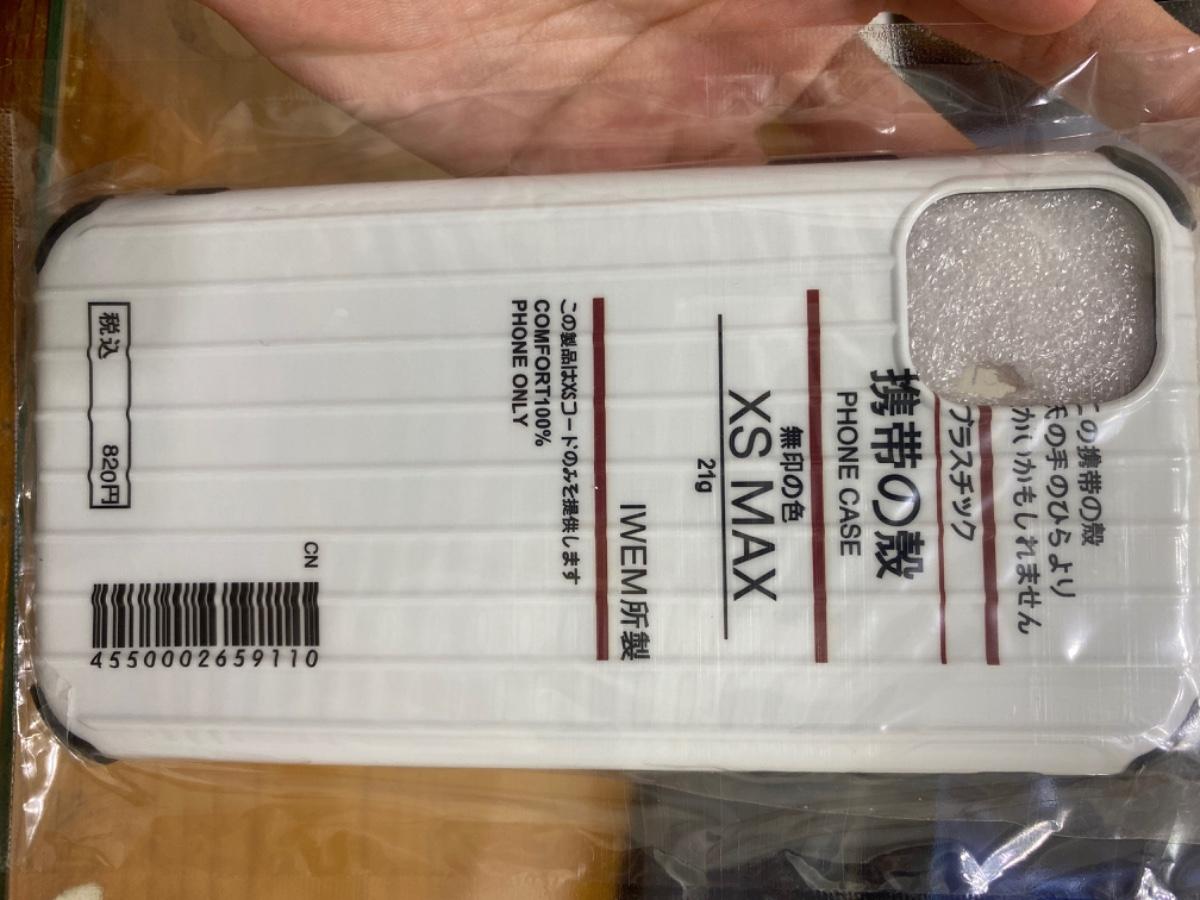 この携帯の殻
の手のひらより
かいかもしれません
プラスチック
携帯の殻
PHONE CASE
無印の色
XS MAX
21g
IWEM所製
この製品はXSコードのみを提供します
COMFORT100%
PHONE ONLY
CN
4550002659110
税込 820円